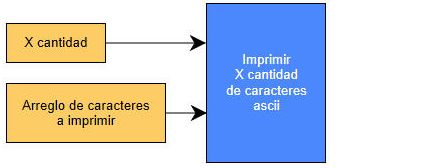 X cantidad
Arreglo de caracteres
a imprimir
Imprimir
X cantidad
de caracteres
ascii